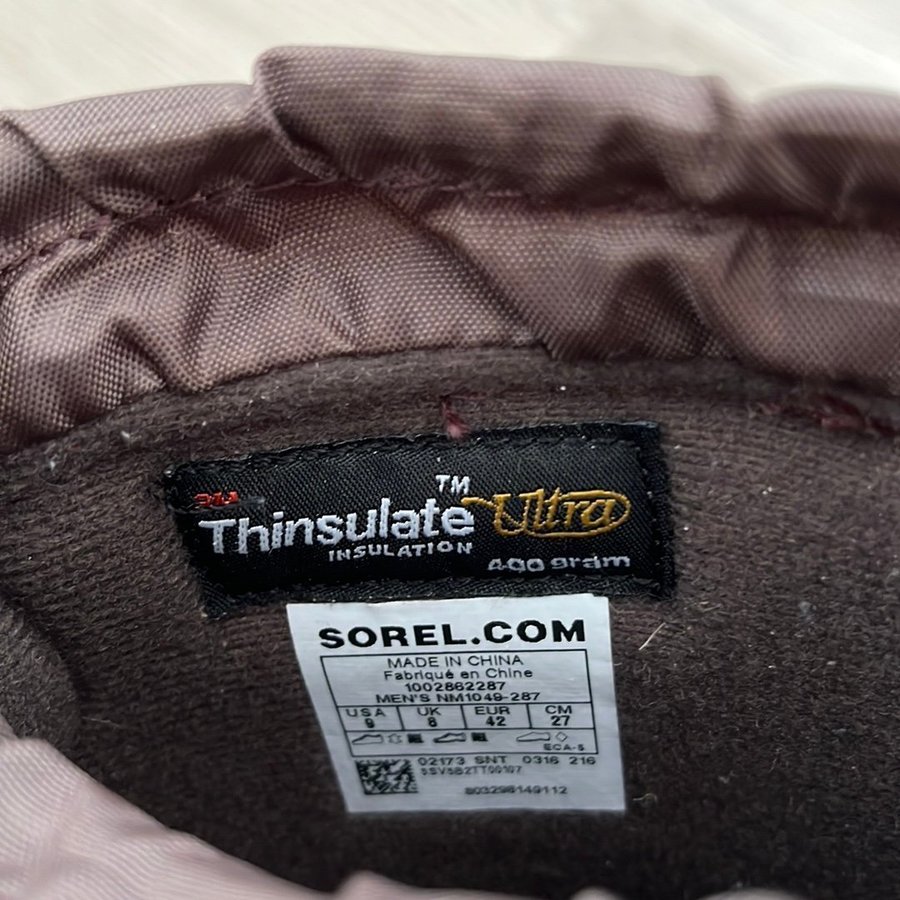 Thinsulate™ Ultra
INSULATION
400 gram
SOREL.COM
MADE IN CHINA
Fabriqué en Chine
1002862287
MEN'S NM1049-287
USA UK EUR CM
9 8 42 27
ECA-5
02173 SNT 0316 216
803298149112